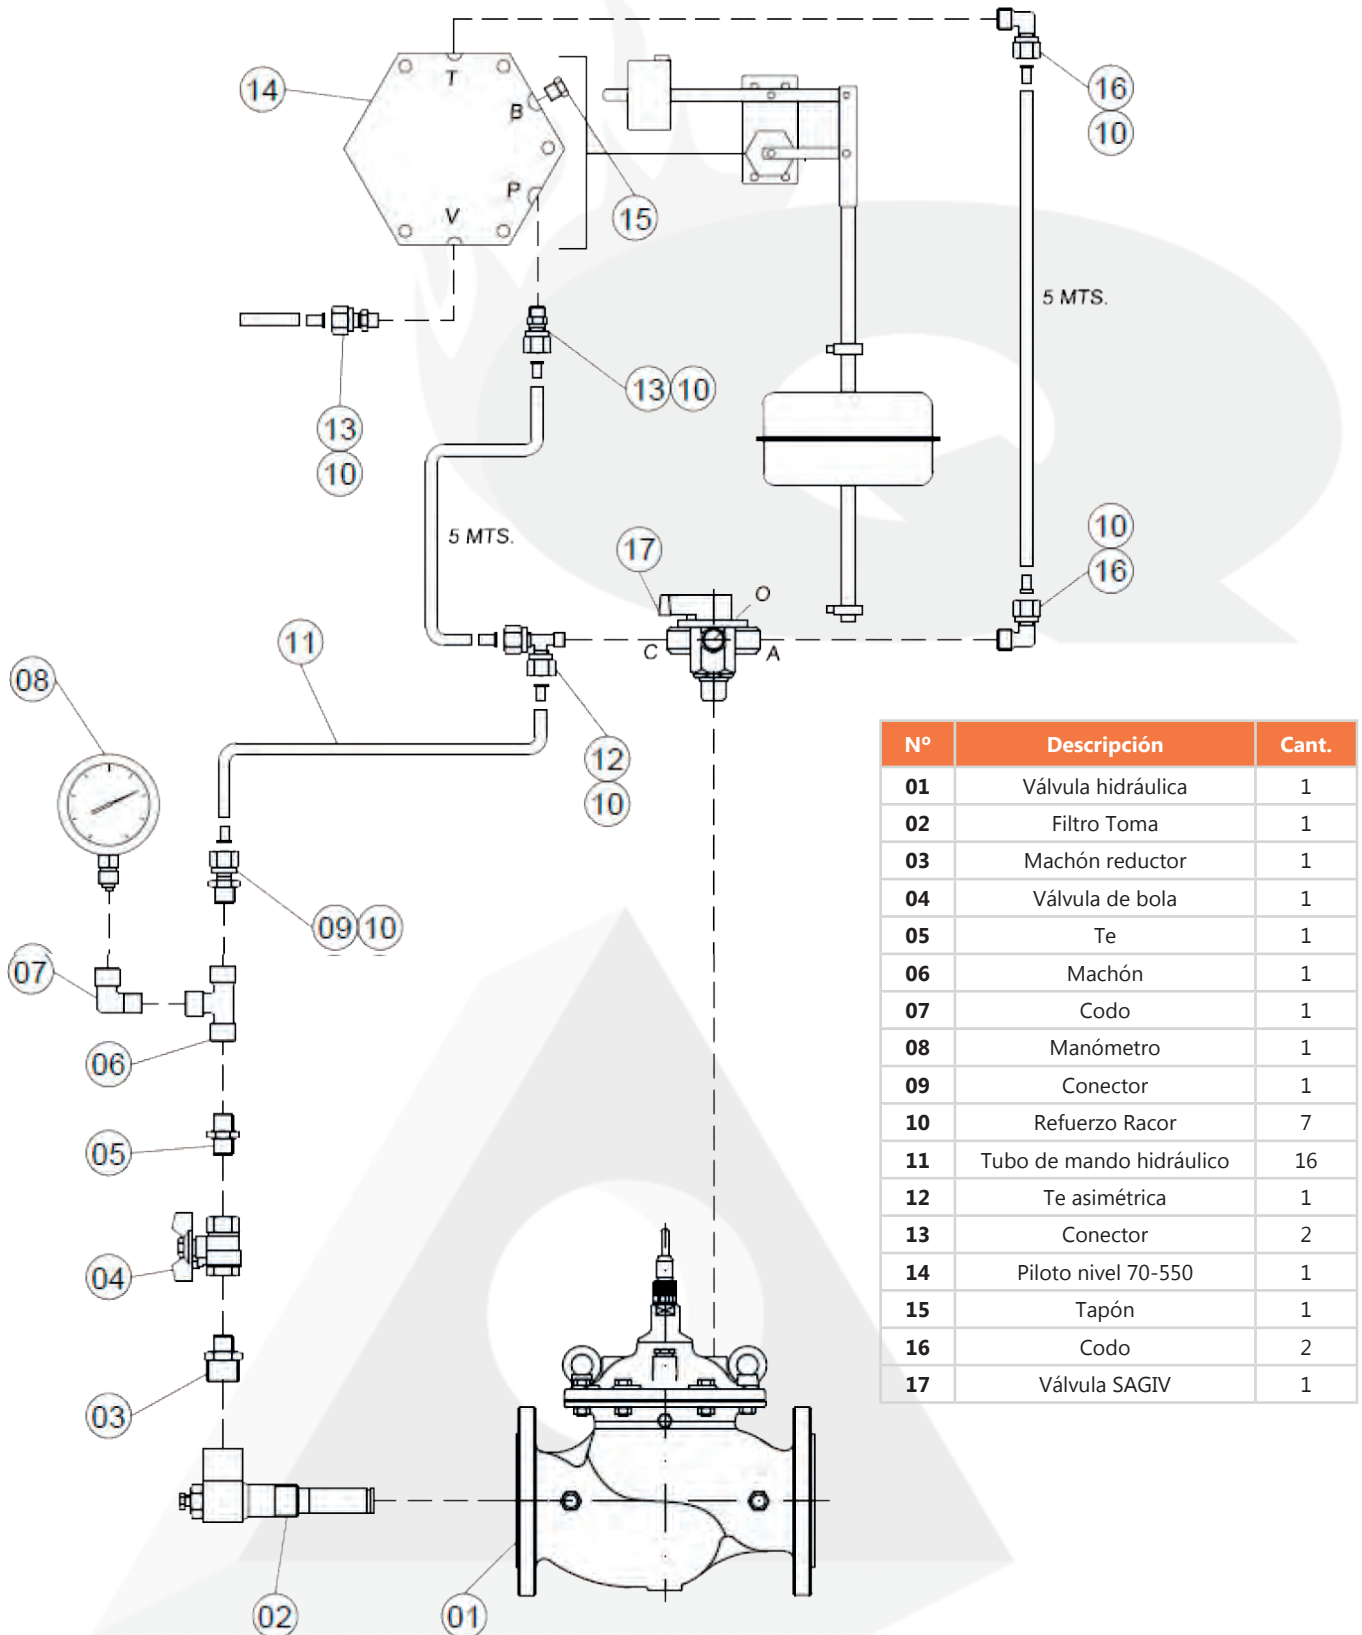 T
14
B
16
10
P
15
V
5 MTS.
13 10
13
10
5 MTS.
10
16
17
O
C
A
11
08
12
10
09 10
07
06
05
04
03
02
01
Nº Descripción Cant.
01 Válvula hidráulica 1
02 Filtro Toma 1
03 Machón reductor 1
04 Válvula de bola 1
05 Te 1
06 Machón 1
07 Codo 1
08 Manómetro 1
09 Conector 1
10 Refuerzo Racor 7
11 Tubo de mando hidráulico 16
12 Te asimétrica 1
13 Conector 2
14 Piloto nivel 70-550 1
15 Tapón 1
16 Codo 2
17 Válvula SAGIV 1